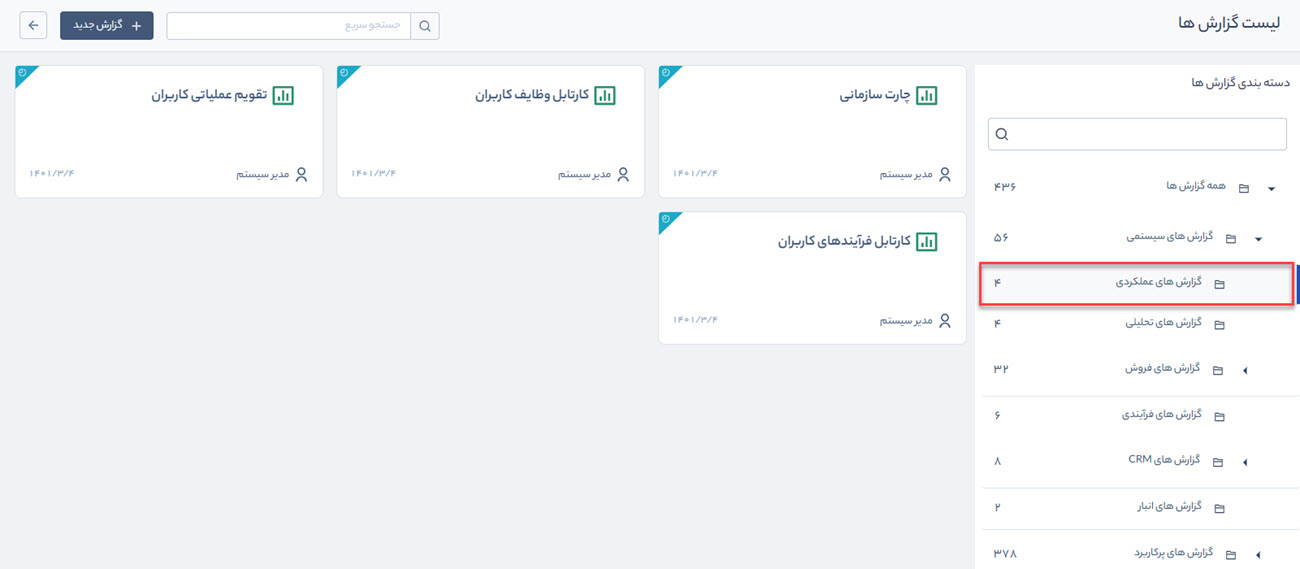 لیست گزارش ها
جستجو سریع
گزارش جدید
دسته بندی گزارش ها
همه گزارش ها ۴۳۶
گزارش های سیستمی ۵۶
گزارش های عملکردی ۴
گزارش های تحلیلی ۴
گزارش های فروش ۳۲
گزارش های فرآیندی ۶
گزارش های CRM ۸
گزارش های انبار ۲
گزارش های پرکاربرد ۳۷۸
چارت سازمانی
مدیر سیستم ۱۴۰۱/۳/۴
کارتابل وظایف کاربران
مدیر سیستم ۱۴۰۱/۳/۴
تقویم عملیاتی کاربران
مدیر سیستم ۱۴۰۱/۳/۴
کارتابل فرآیندهای کاربران
مدیر سیستم ۱۴۰۱/۳/۴